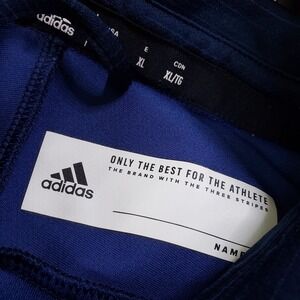 adidas
USA E CDN
XL XL/TG
adidas
ONLY THE BEST FOR THE ATHLETE
THE BRAND WITH THE THREE STRIPES
NAME